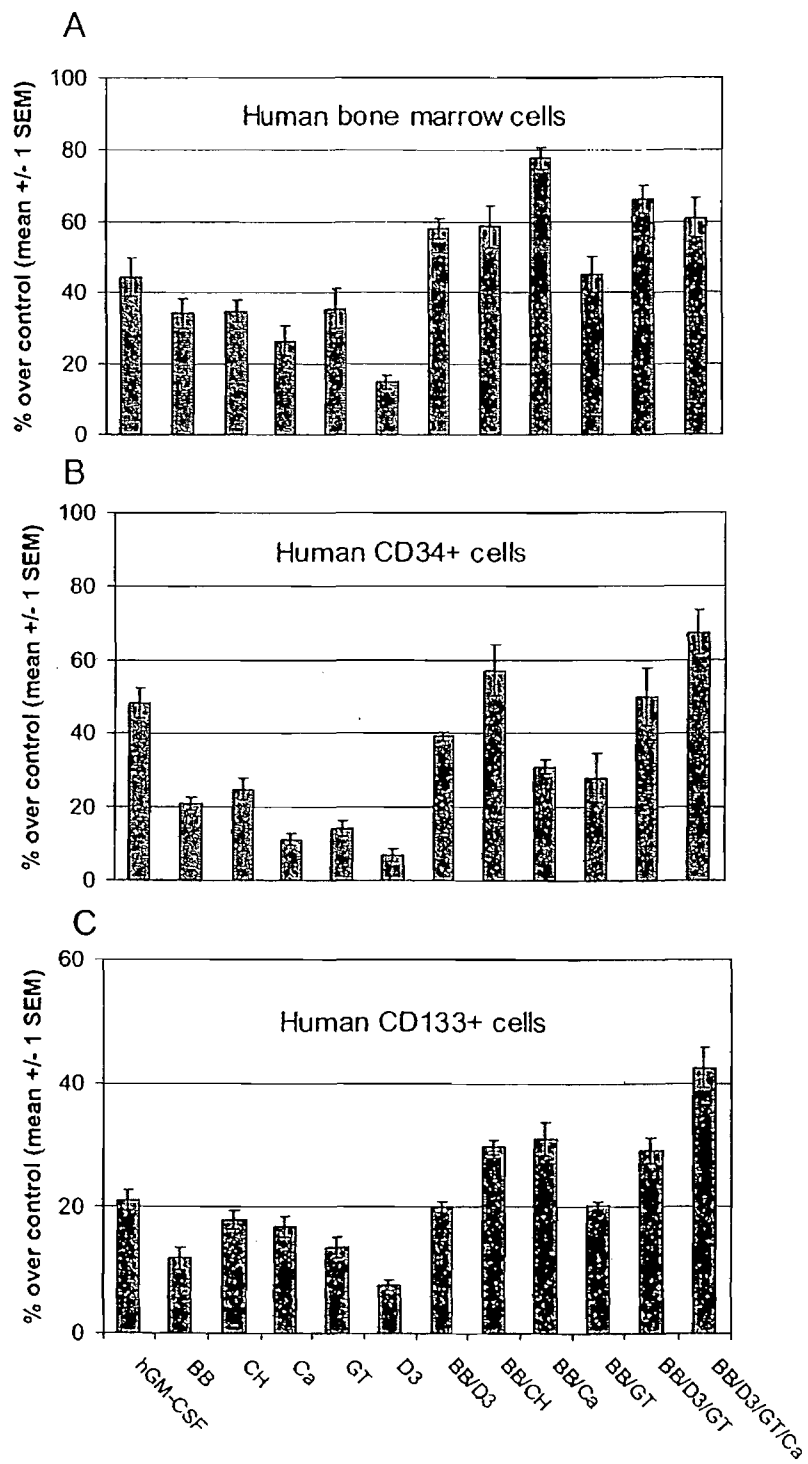 A
% over control (mean +/- 1 SEM)
100
80
60
40
20
0
Human bone marrow cells
B
% over control (mean +/- 1 SEM)
100
80
60
40
20
0
Human CD34+ cells
C
% over control (mean +/- 1 SEM)
60
40
20
0
Human CD133+ cells
hGM-CSF
BB
CH
Ca
GT
D3
BB/D3
BB/CH
BB/Ca
BB/GT
BB/D3/GT
BB/D3/GT/Ca